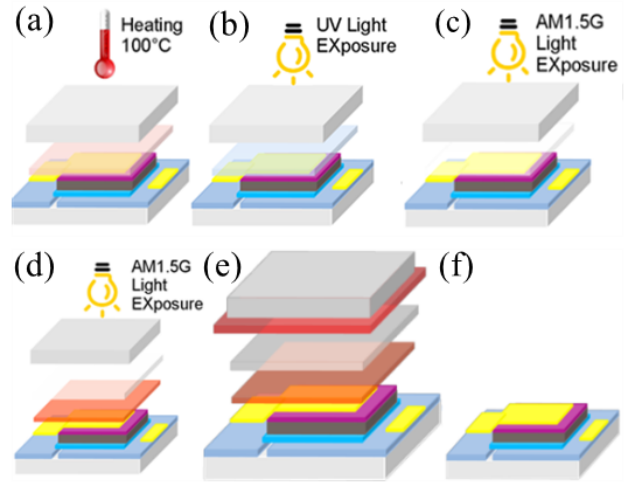 (a)
Heating
100°C
(b)
UV Light
EXposure
(c)
AM1.5G
Light
EXposure
(d)
AM1.5G
Light
EXposure
(e)
(f)